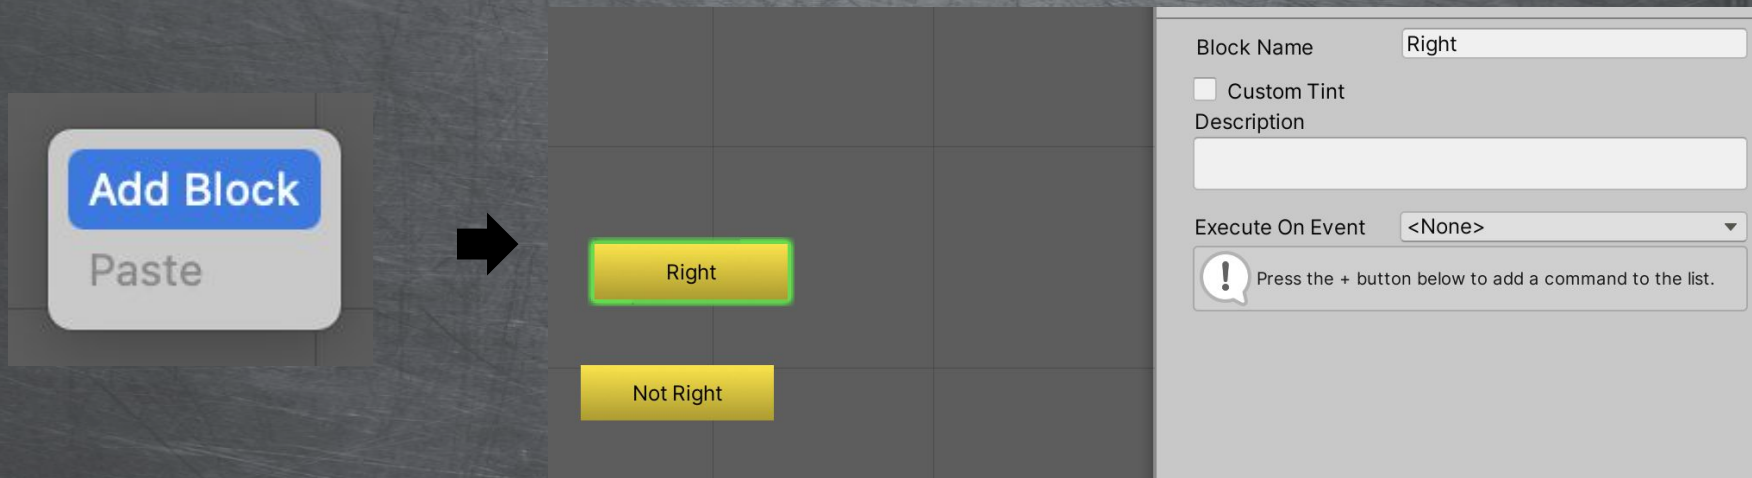 Add Block
Paste
Right
Not Right
Block Name
Right
Custom Tint
Description
Execute On Event
<None>
Press the + button below to add a command to the list.